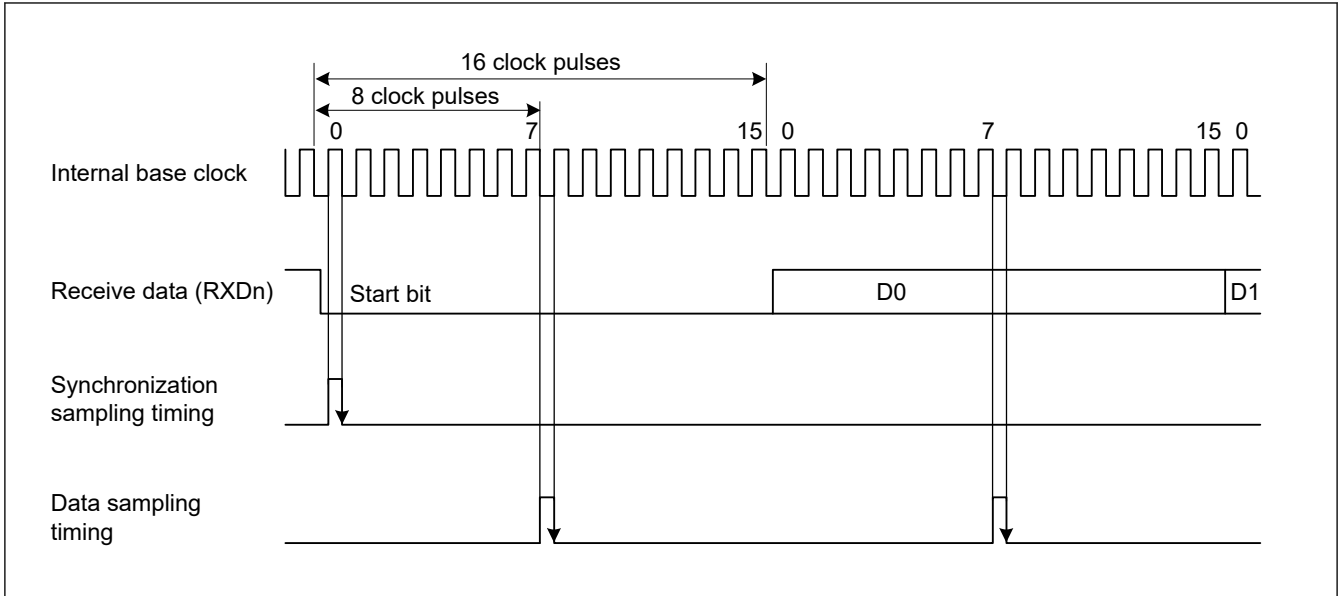 16 clock pulses
8 clock pulses
0 7 15 0 7 15 0
Internal base clock
Receive data (RXDn)
Start bit
D0
D1
Synchronization
sampling timing
Data sampling
timing